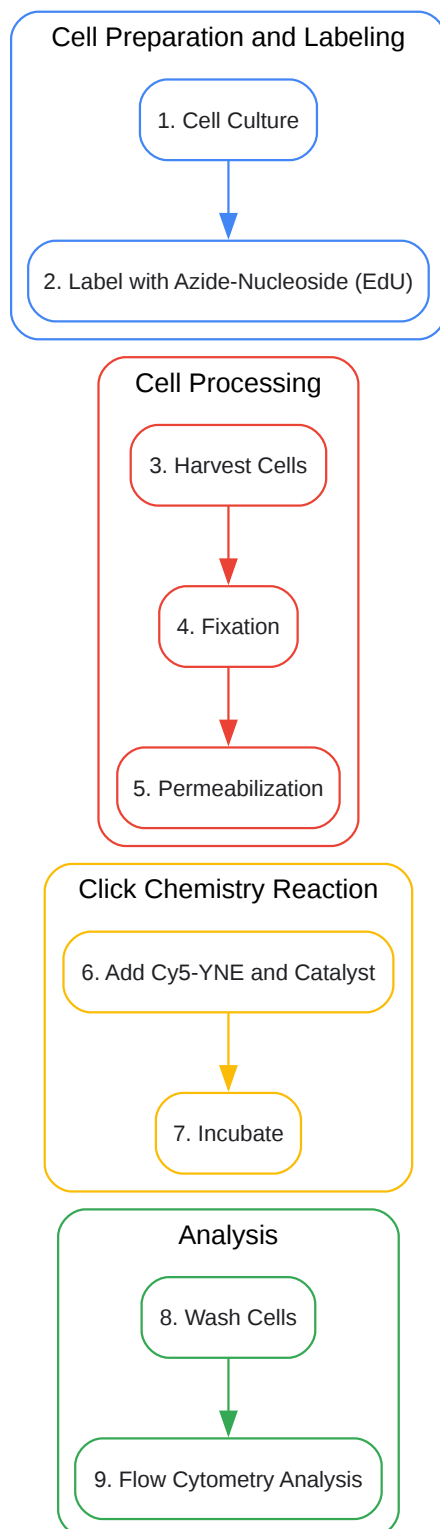 Cell Preparation and Labeling
1. Cell Culture
2. Label with Azide-Nucleoside (EdU)
Cell Processing
3. Harvest Cells
4. Fixation
5. Permeabilization
Click Chemistry Reaction
6. Add Cy5-YNE and Catalyst
7. Incubate
Analysis
8. Wash Cells
9. Flow Cytometry Analysis